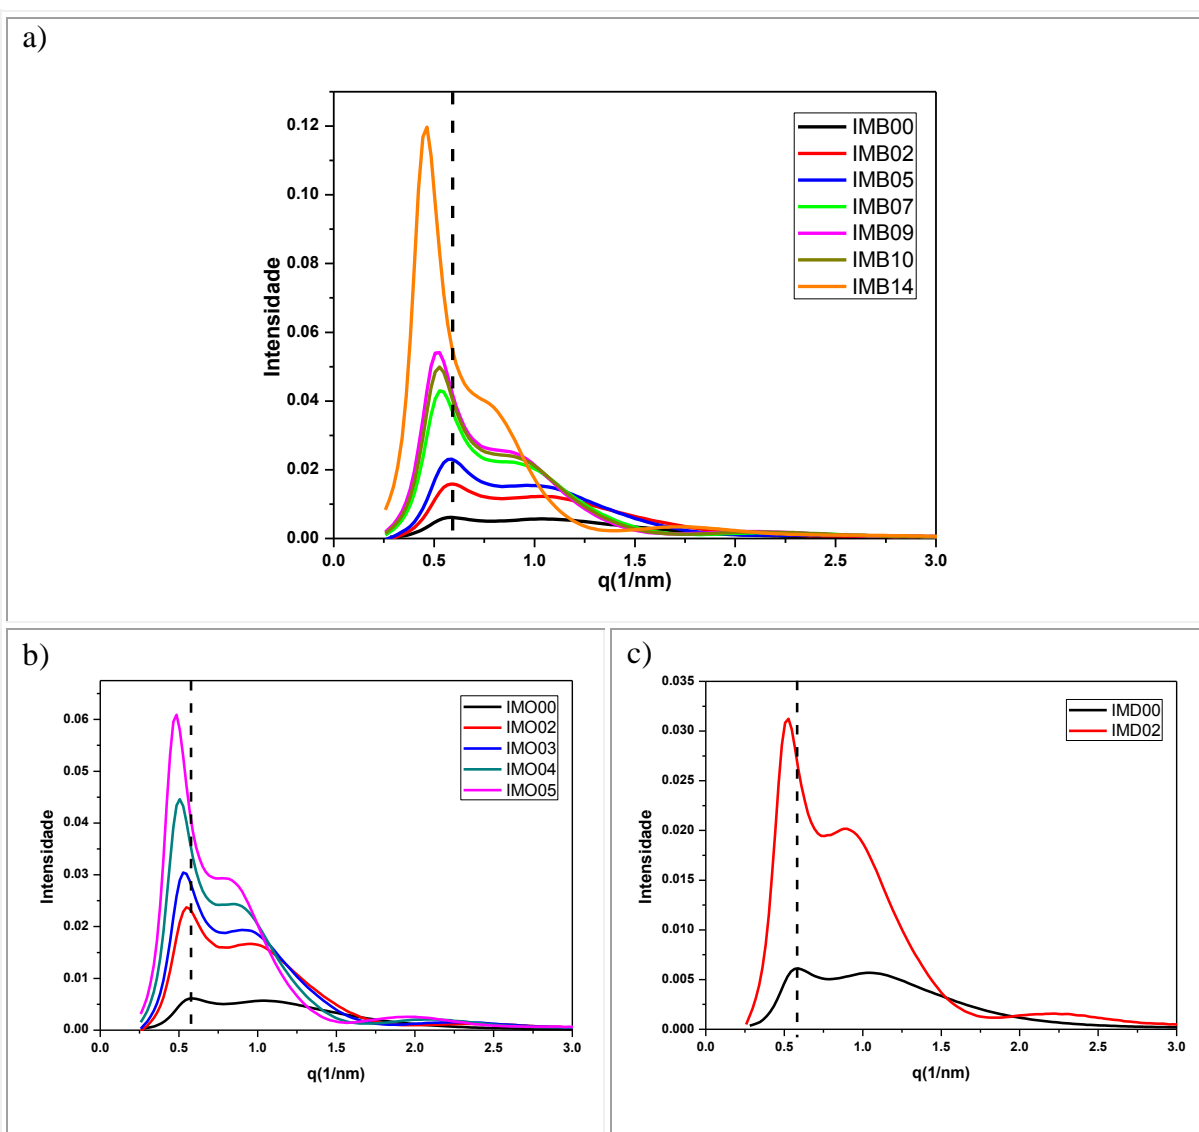 a)
0.12
0.10
0.08
0.06
0.04
0.02
0.00
Intensidade
0.0 0.5 1.0 1.5 2.0 2.5 3.0
q(1/nm)
IMB00
IMB02
IMB05
IMB07
IMB09
IMB10
IMB14
b)
0.06
0.05
0.04
0.03
0.02
0.01
0.00
Intensidade
0.0 0.5 1.0 1.5 2.0 2.5 3.0
q(1/nm)
IMO00
IMO02
IMO03
IMO04
IMO05
c)
0.035
0.030
0.025
0.020
0.015
0.010
0.005
0.000
Intensidade
0.0 0.5 1.0 1.5 2.0 2.5 3.0
q(1/nm)
IMD00
IMD02